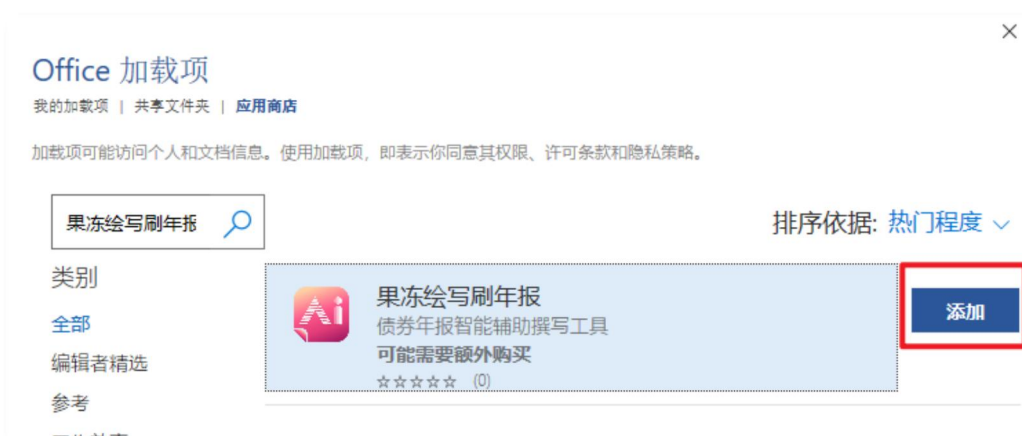 Office 加载项
我的加载项 | 共享文件夹 | 应用商店
加载项可能访问个人和文档信息。使用加载项，即表示你同意其权限、许可条款和隐私策略。
果冻绘写刷年报
排序依据: 热门程度
类别
全部
编辑者精选
参考
果冻绘写刷年报
债券年报智能辅助撰写工具
可能需要额外购买
(0)
添加
Ai